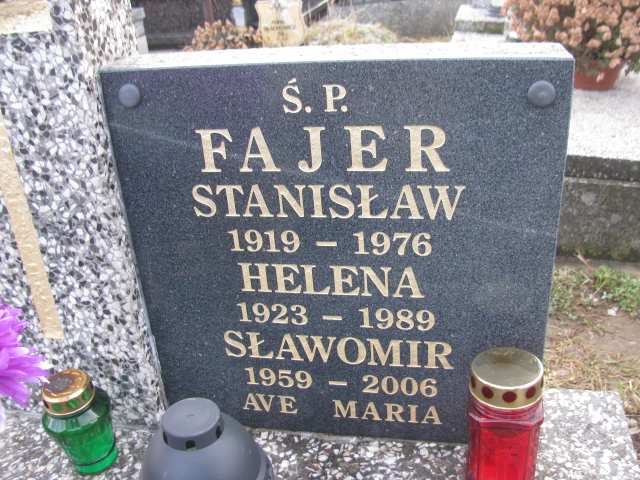 Ś. P.
FAJER
STANISŁAW
1919 – 1976
HELENA
1923 – 1989
SŁAWOMIR
1959 – 2006
AVE MARIA